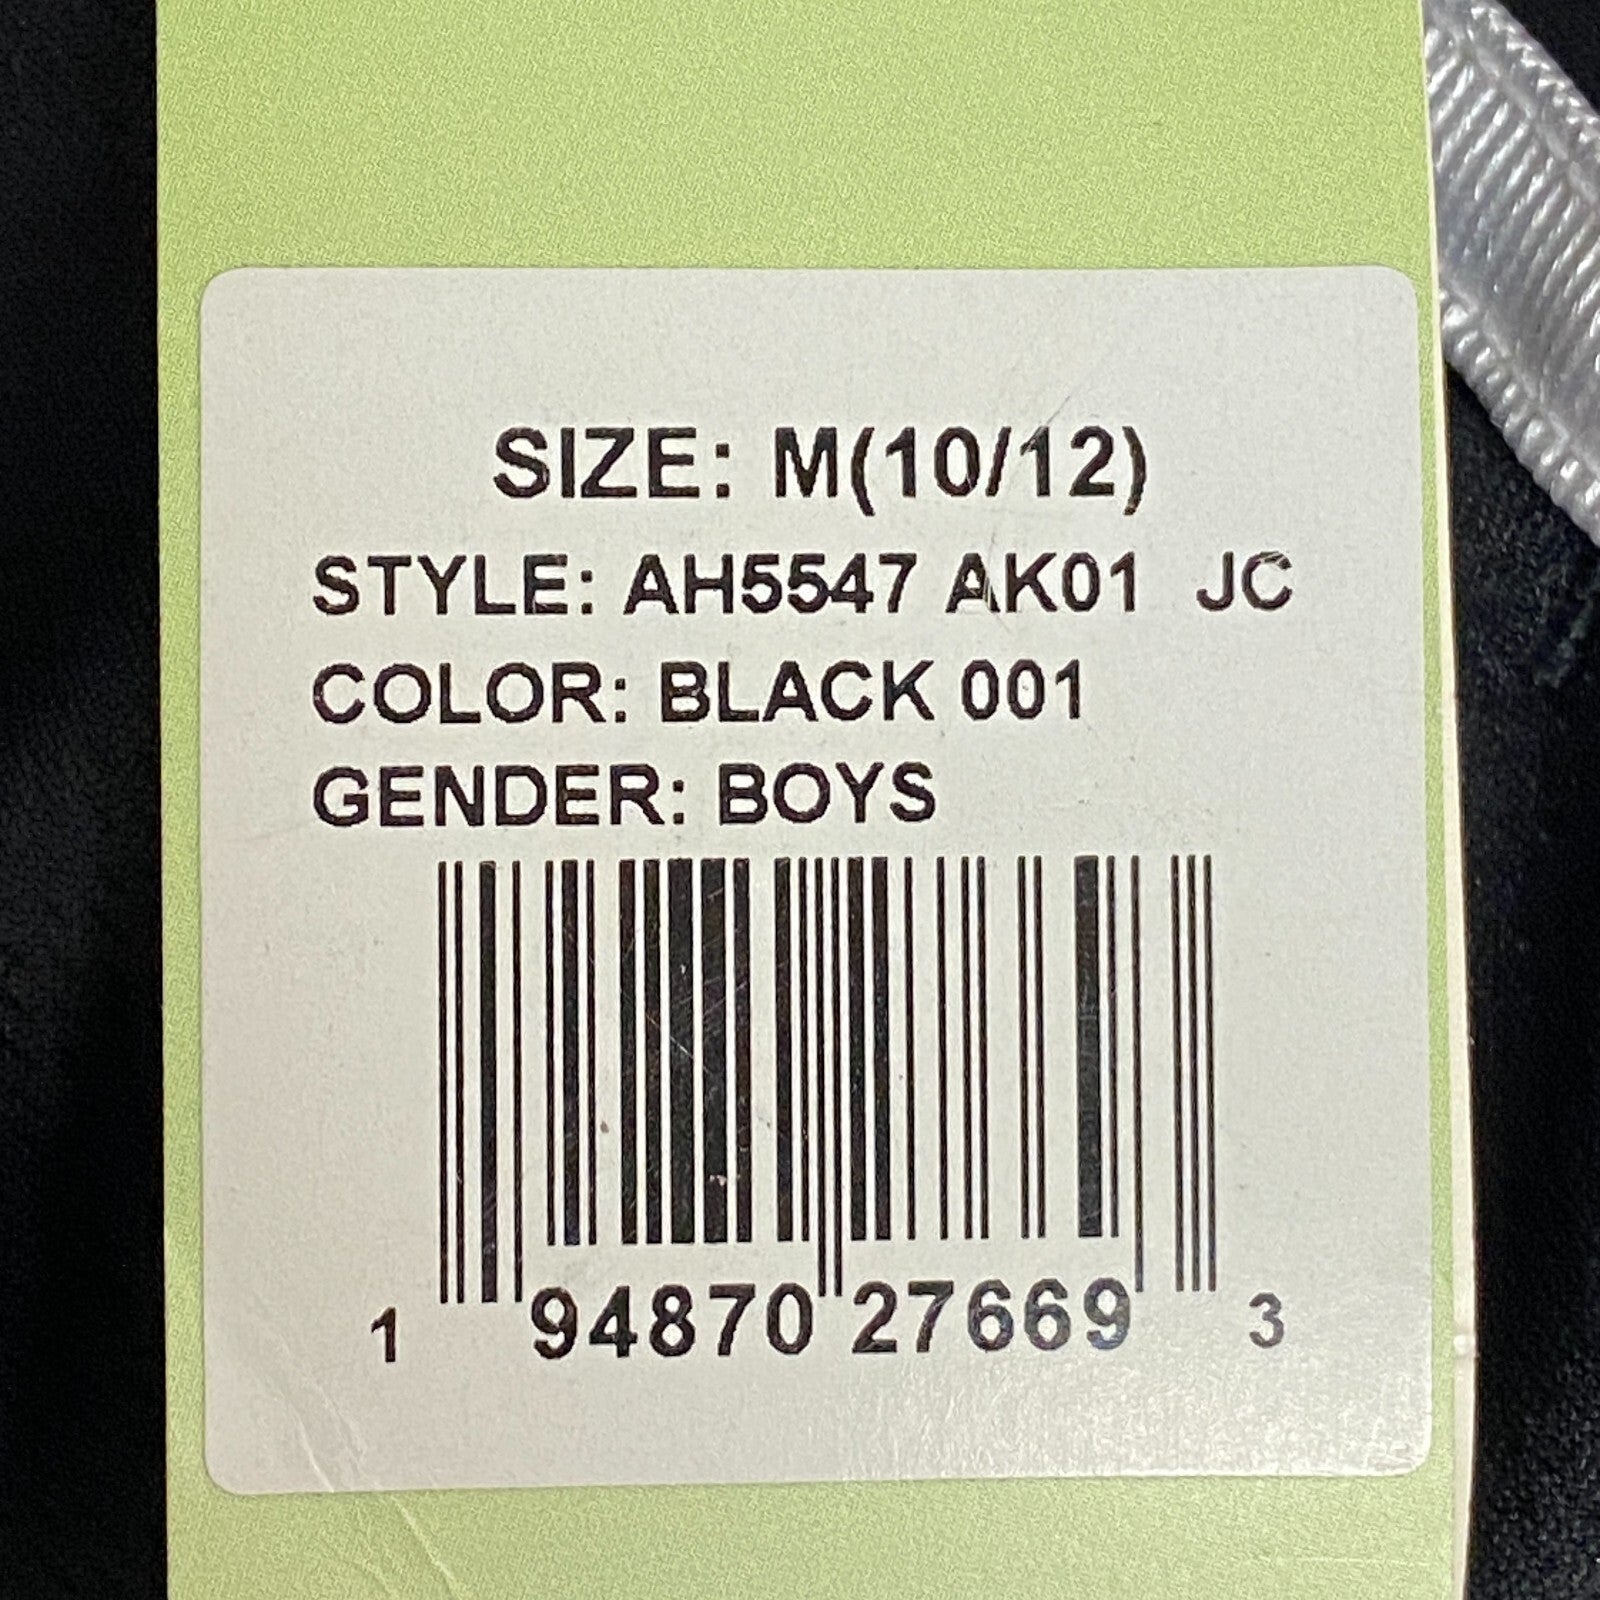 SIZE: M(10/12)
STYLE: AH5547 AK01 JC
COLOR: BLACK 001
GENDER: BOYS
1 94870 27669 3